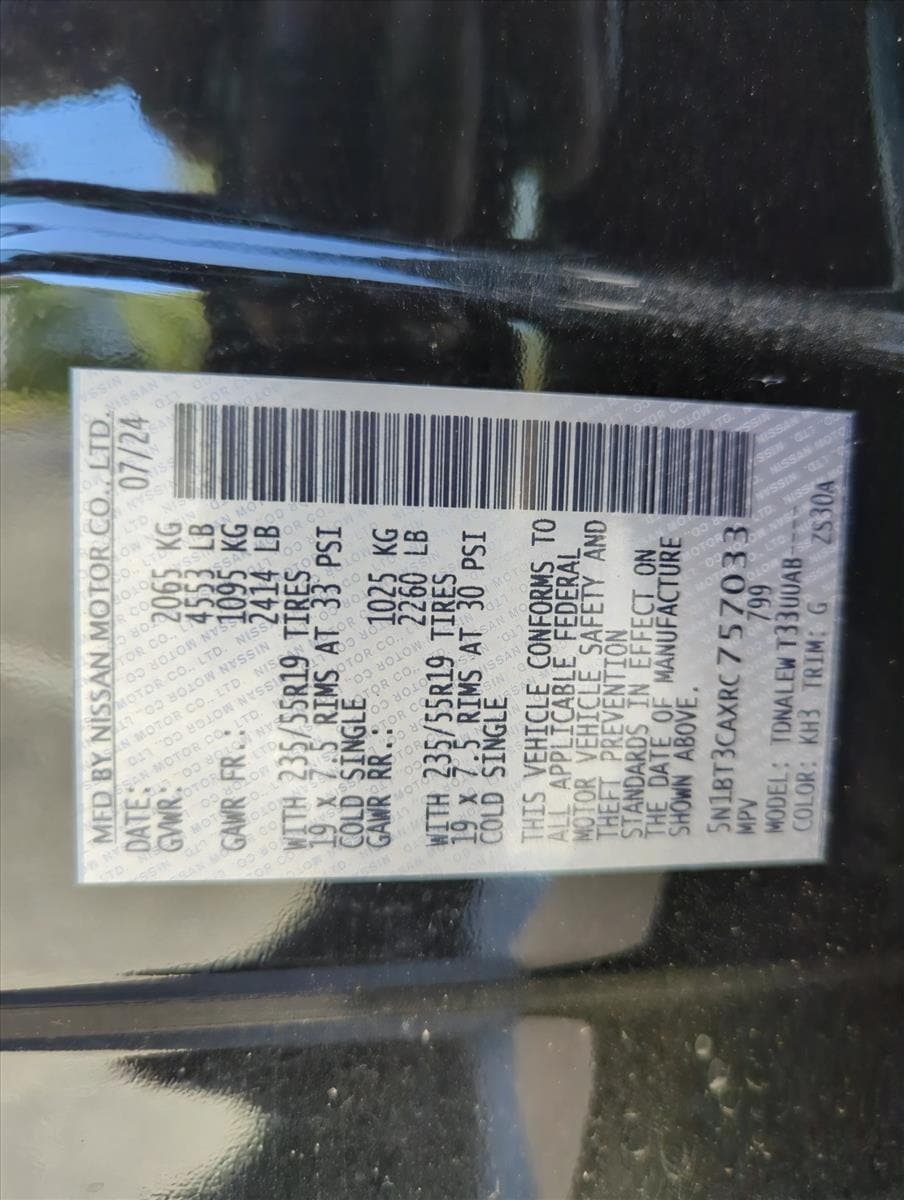 MFD BY NISSAN MOTOR CO., LTD.
DATE: 07/24
GVWR: 2065 KG
4553 LB
GAWR FR.: 1095 KG
2414 LB
WITH 235/55R19 TIRES
19 x 7.5 RIMS AT 33 PSI
COLD SINGLE
GAWR RR.: 1025 KG
2260 LB
WITH 235/55R19 TIRES
19 x 7.5 RIMS AT 30 PSI
COLD SINGLE
THIS VEHICLE CONFORMS TO
ALL APPLICABLE FEDERAL
MOTOR VEHICLE SAFETY AND
THEFT PREVENTION
STANDARDS IN EFFECT ON
THE DATE OF MANUFACTURE
SHOWN ABOVE.
5N1BT3CAXRC757033
MPV 799
MODEL: TDNALEWT33UUAB----
COLOR: KH3 TRIM: G ZS30A